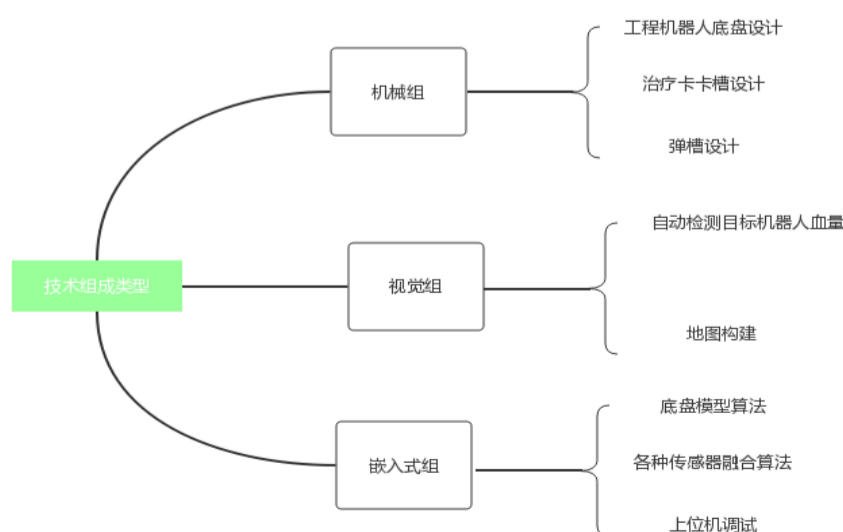 技术组成类型
机械组
工程机器人底盘设计
治疗卡卡槽设计
弹槽设计
视觉组
自动检测目标机器人血量
地图构建
嵌入式组
底盘模型算法
各种传感器融合算法
上位机调试